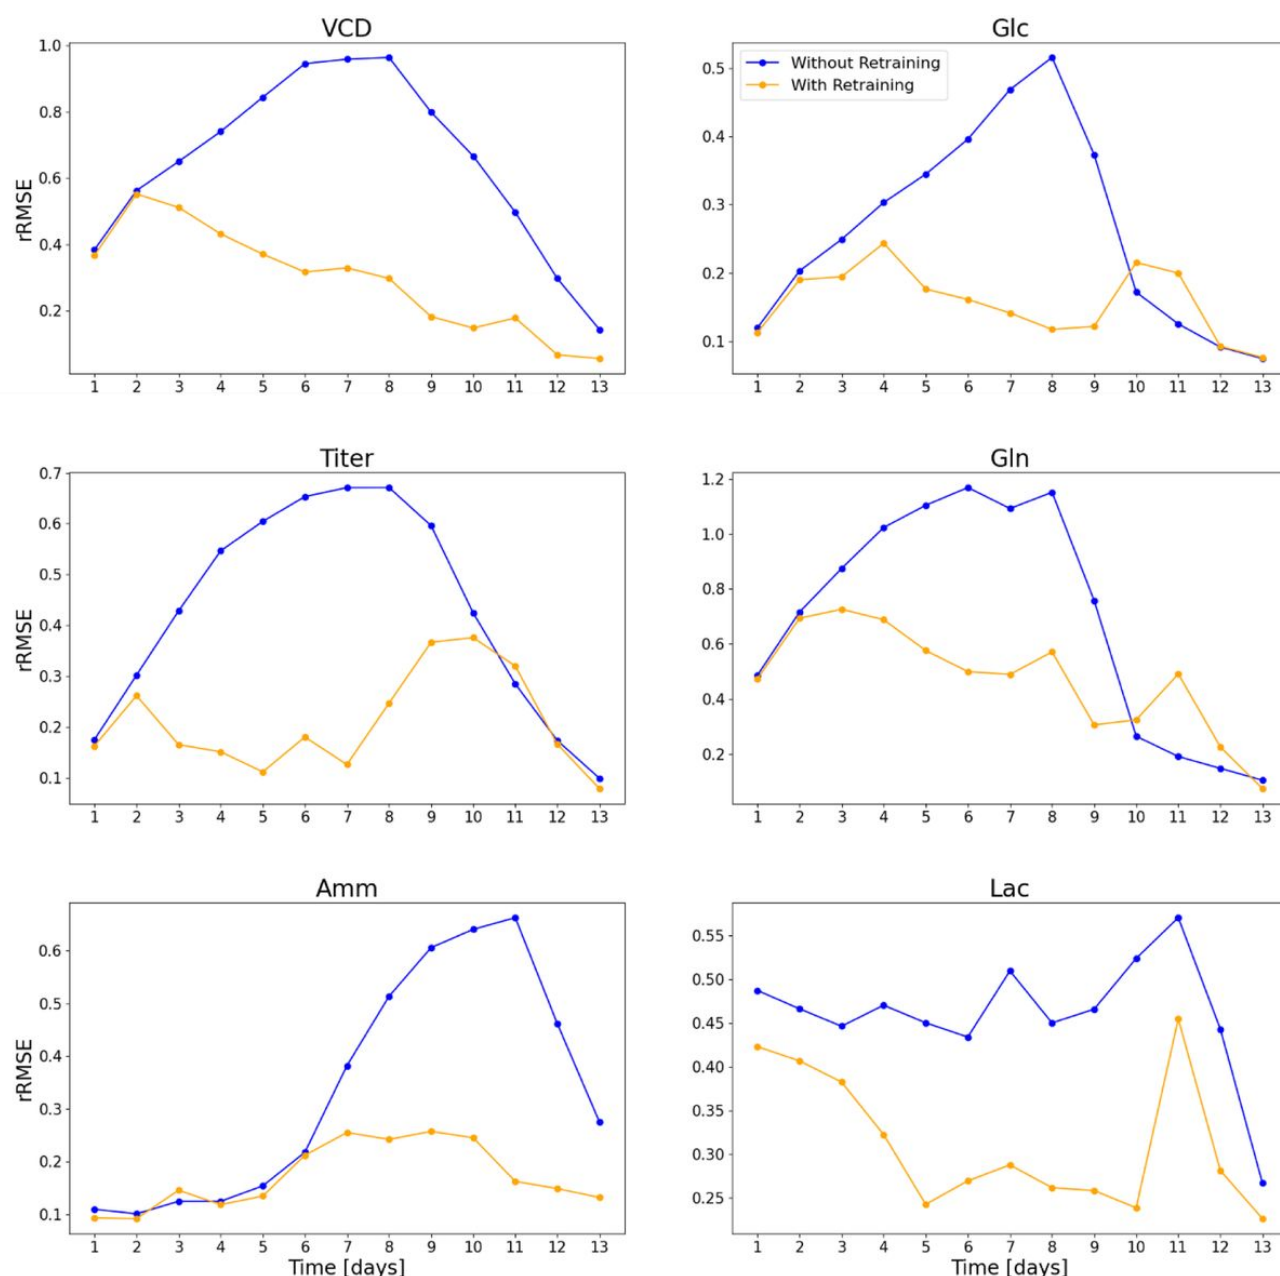 VCD
1.0
0.8
0.6
0.4
0.2
rRMSE
1 2 3 4 5 6 7 8 9 10 11 12 13
Glc
Without Retraining
With Retraining
0.5
0.4
0.3
0.2
0.1
1 2 3 4 5 6 7 8 9 10 11 12 13
Titer
0.7
0.6
0.5
0.4
0.3
0.2
0.1
rRMSE
1 2 3 4 5 6 7 8 9 10 11 12 13
Gln
1.2
1.0
0.8
0.6
0.4
0.2
1 2 3 4 5 6 7 8 9 10 11 12 13
Amm
0.6
0.5
0.4
0.3
0.2
0.1
rRMSE
1 2 3 4 5 6 7 8 9 10 11 12 13
Time [days]
Lac
0.55
0.50
0.45
0.40
0.35
0.30
0.25
1 2 3 4 5 6 7 8 9 10 11 12 13
Time [days]